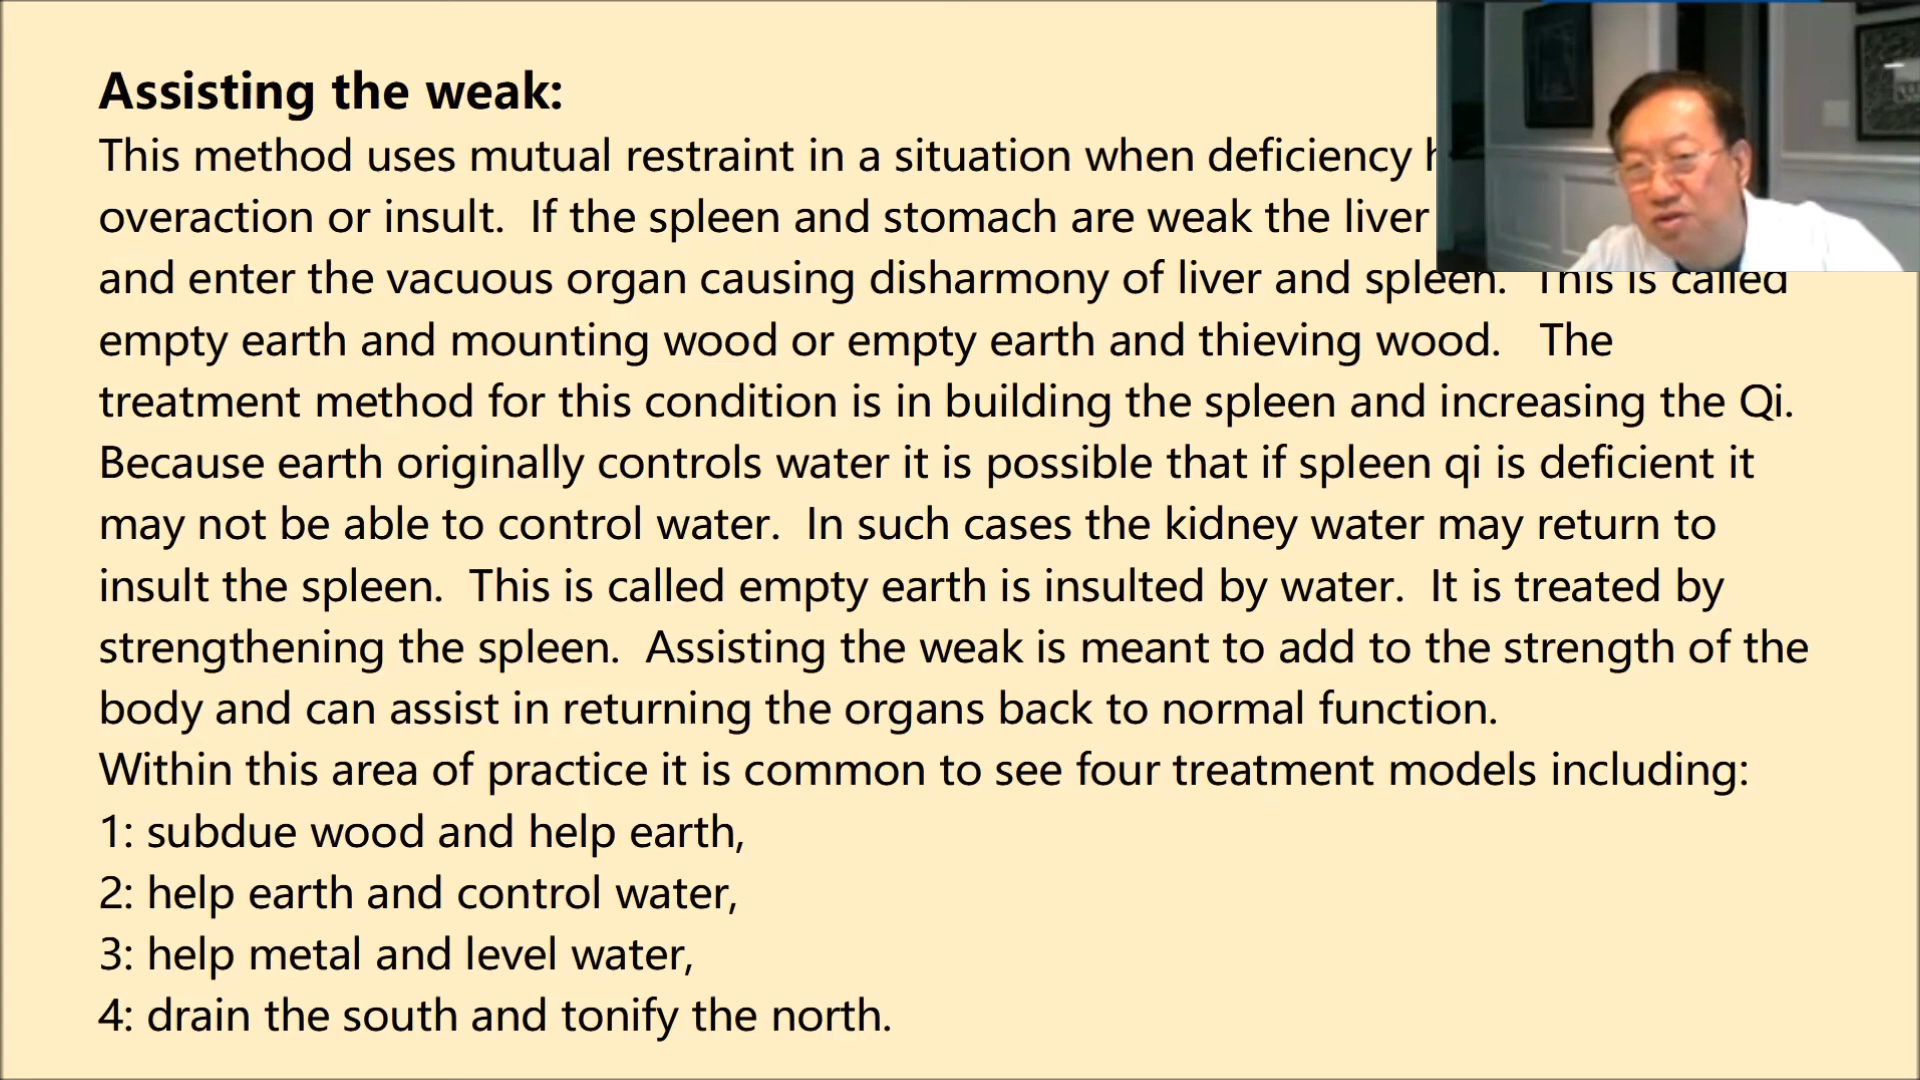 Assisting the weak:
This method uses mutual restraint in a situation when deficiency
overaction or insult. If the spleen and stomach are weak the liver
and enter the vacuous organ causing disharmony of liver and spleen. This is called
empty earth and mounting wood or empty earth and thieving wood. The
treatment method for this condition is in building the spleen and increasing the Qi.
Because earth originally controls water it is possible that if spleen qi is deficient it
may not be able to control water. In such cases the kidney water may return to
insult the spleen. This is called empty earth is insulted by water. It is treated by
strengthening the spleen. Assisting the weak is meant to add to the strength of the
body and can assist in returning the organs back to normal function.
Within this area of practice it is common to see four treatment models including:
1: subdue wood and help earth,
2: help earth and control water,
3: help metal and level water,
4: drain the south and tonify the north.